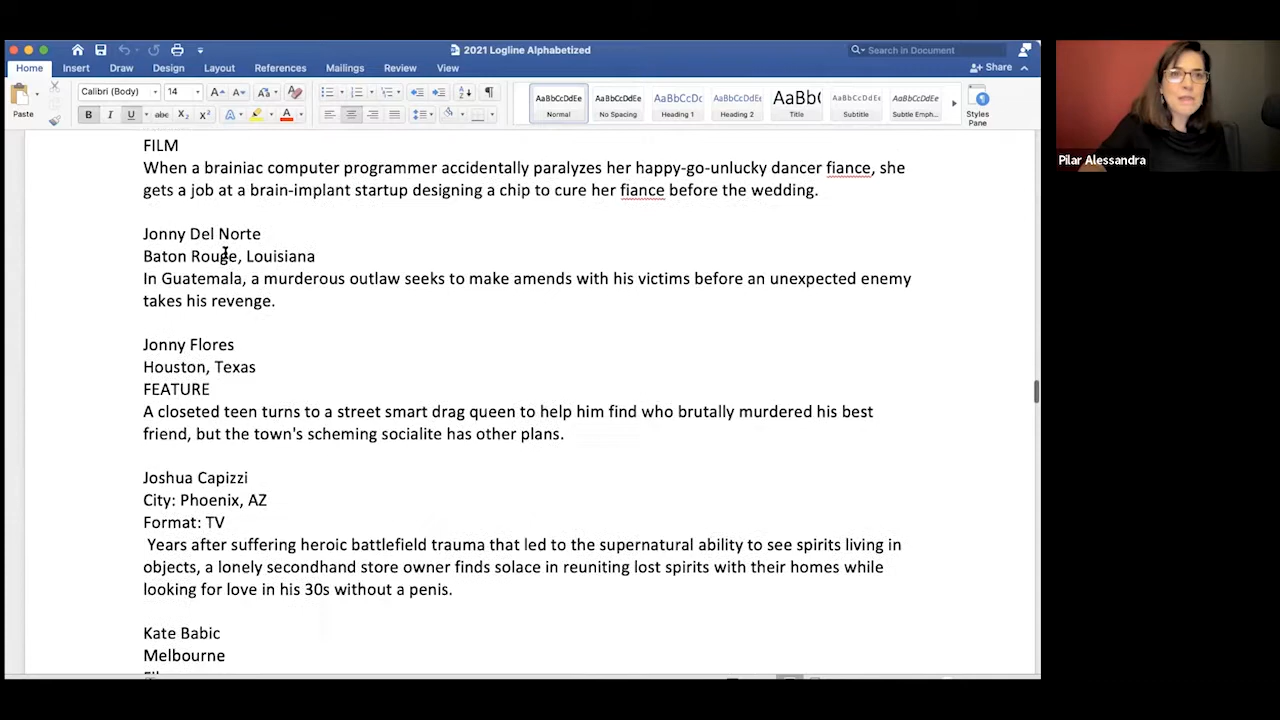 2021 Logline Alphabetized
Search in Document
Home Insert Draw Design Layout References Mailings Review View
Share
Paste
Calibri (Body) 14
B I U abc X2 X2
AaBbCcDdEe AaBbCcDdEe AaBbCcDc AaBbCcDdEe AaBb( AaBbCcDdEe AaBbCcDdEe
Normal No Spacing Heading 1 Heading 2 Title Subtitle Subtle Emph...
Styles
Pane
FILM
When a brainiac computer programmer accidentally paralyzes her happy-go-unlucky dancer fiance, she
gets a job at a brain-implant startup designing a chip to cure her fiance before the wedding.
Jonny Del Norte
Baton Rouge, Louisiana
In Guatemala, a murderous outlaw seeks to make amends with his victims before an unexpected enemy
takes his revenge.
Jonny Flores
Houston, Texas
FEATURE
A closeted teen turns to a street smart drag queen to help him find who brutally murdered his best
friend, but the town's scheming socialite has other plans.
Joshua Capizzi
City: Phoenix, AZ
Format: TV
Years after suffering heroic battlefield trauma that led to the supernatural ability to see spirits living in
objects, a lonely secondhand store owner finds solace in reuniting lost spirits with their homes while
looking for love in his 30s without a penis.
Kate Babic
Melbourne
Pilar Alessandra